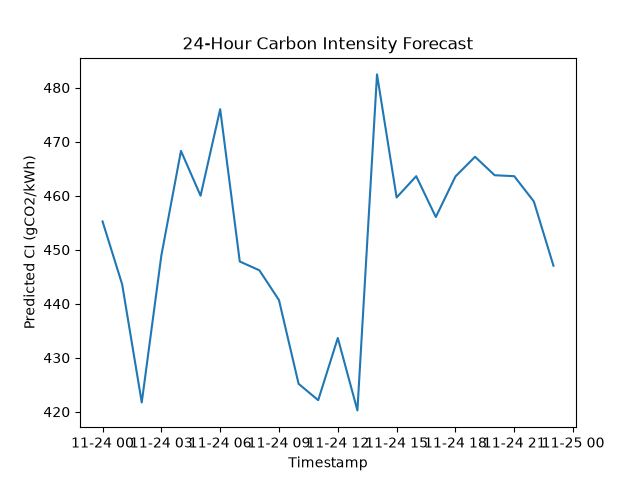 24-Hour Carbon Intensity Forecast
Predicted CI (gCO2/kWh)
480
470
460
450
440
430
420
11-24 00 11-24 03 11-24 06 11-24 09 11-24 12 11-24 15 11-24 18 11-24 21 11-25 00
Timestamp